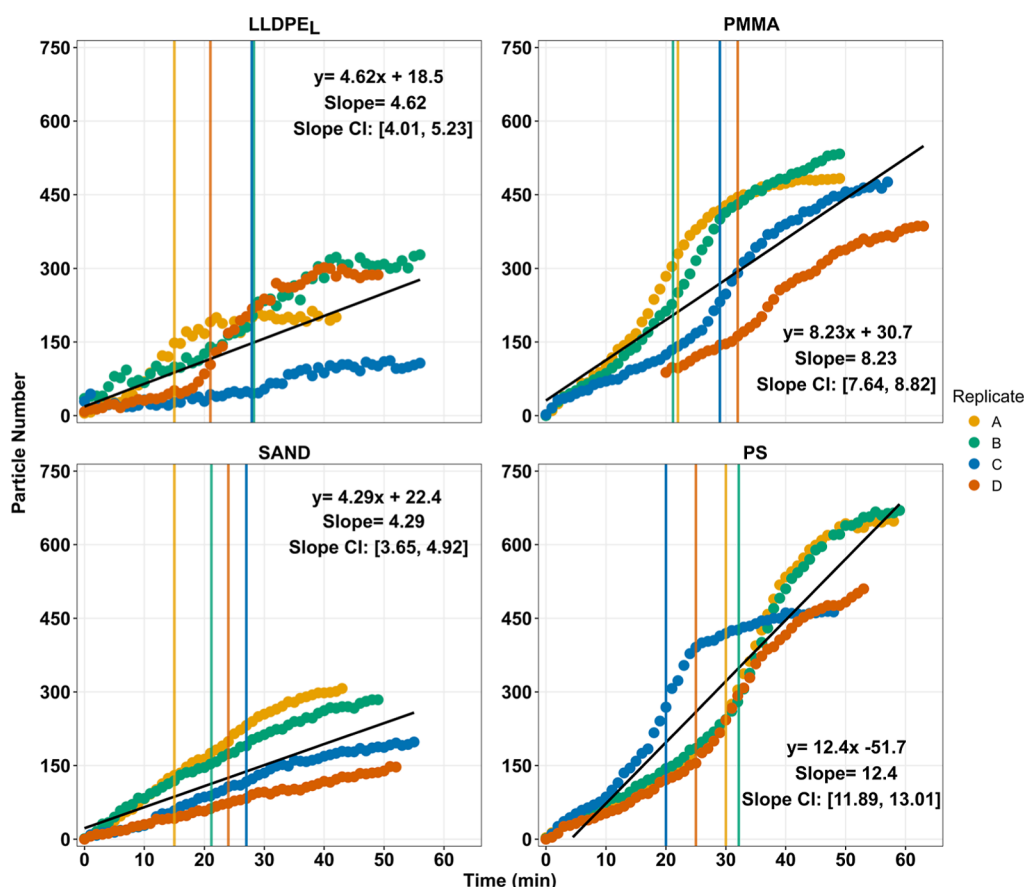 LLDPEL
PMMA
750
600
450
300
150
0
y= 4.62x + 18.5
Slope= 4.62
Slope CI: [4.01, 5.23]
750
600
450
300
150
0
y= 8.23x + 30.7
Slope= 8.23
Slope CI: [7.64, 8.82]
Particle Number
Replicate
A
B
C
D
SAND
PS
750
600
450
300
150
0
y= 4.29x + 22.4
Slope= 4.29
Slope CI: [3.65, 4.92]
750
600
450
300
150
0
y= 12.4x -51.7
Slope= 12.4
Slope CI: [11.89, 13.01]
0 10 20 30 40 50 60
0 10 20 30 40 50 60
Time (min)